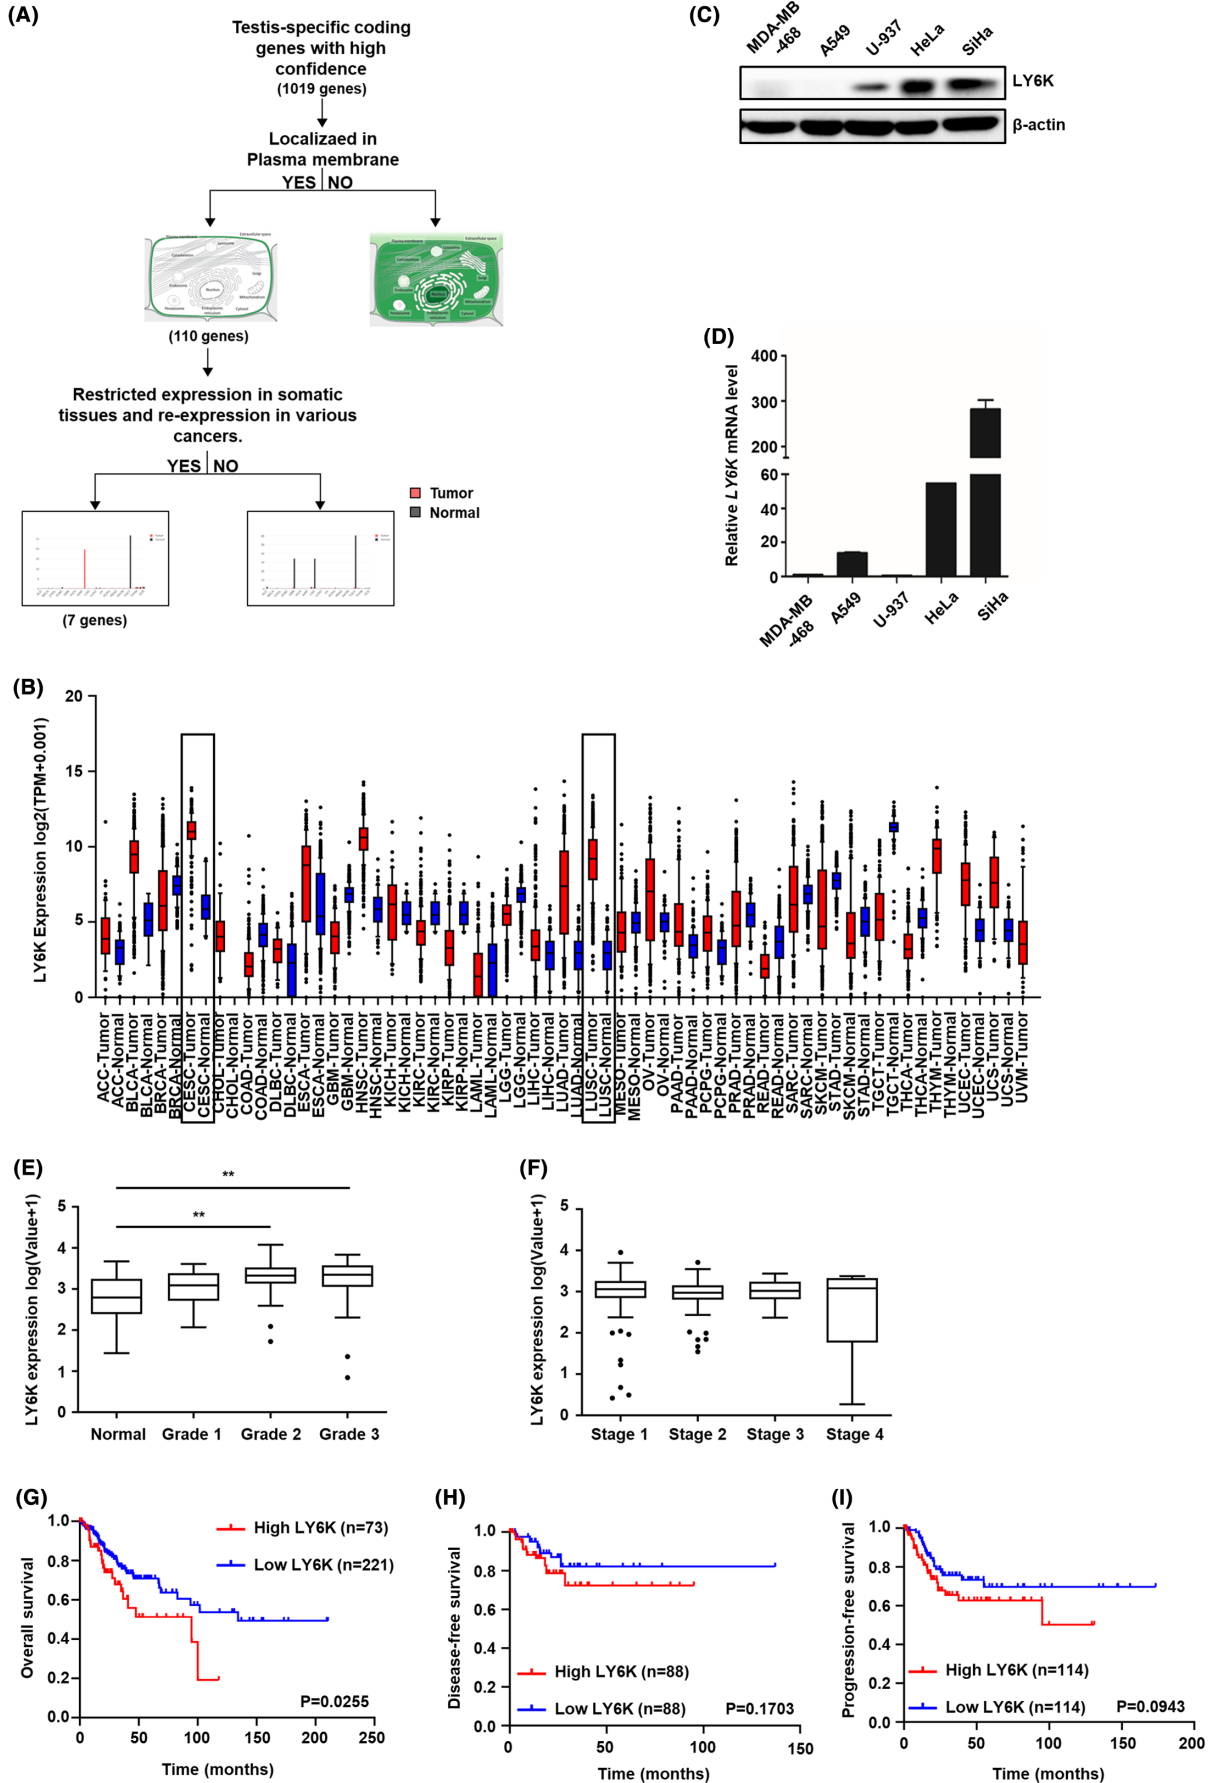 (A)
Testis-specific coding
genes with high
confidence
(1019 genes)
Localizaed in
Plasma membrane
YES NO
(110 genes)
Restricted expression in somatic
tissues and re-expression in various
cancers.
YES NO
Tumor
Normal
(7 genes)
(C)
MDA-MB
-468
A549
U-937
HeLa
SiHa
LY6K
β-actin
(D)
Relative LY6K mRNA level
400
300
200
60
40
20
0
MDA-MB
-468
A549
U-937
HeLa
SiHa
(B)
LY6K Expression log2(TPM+0.001)
20
15
10
5
0
ACC-Tumor
ACC-Normal
BLCA-Tumor
BLCA-Normal
BRCA-Tumor
BRCA-Normal
CESC-Tumor
CESC-Normal
CHOL-Tumor
CHOL-Normal
COAD-Tumor
COAD-Normal
DLBC-Tumor
DLBC-Normal
ESCA-Tumor
ESCA-Normal
GBM-Tumor
GBM-Normal
HNSC-Tumor
HNSC-Normal
KICH-Tumor
KICH-Normal
KIRC-Tumor
KIRC-Normal
KIRP-Tumor
KIRP-Normal
LAML-Tumor
LAML-Normal
LGG-Tumor
LGG-Normal
LIHC-Tumor
LIHC-Normal
LUAD-Tumor
LUAD-Normal
LUSC-Tumor
LUSC-Normal
MESO-Tumor
MESO-Normal
OV-Tumor
OV-Normal
PAAD-Tumor
PAAD-Normal
PCPG-Tumor
PCPG-Normal
PRAD-Tumor
PRAD-Normal
READ-Tumor
READ-Normal
SARC-Tumor
SARC-Normal
SKCM-Tumor
STAD-Tumor
SKCM-Normal
STAD-Normal
TGCT-Tumor
TGCT-Normal
THCA-Tumor
THCA-Normal
THYM-Tumor
THYM-Normal
UCEC-Tumor
UCEC-Normal
UCS-Tumor
UCS-Normal
UVM-Tumor
(E)
LY6K expression log(Value+1)
5
4
3
2
1
0
**
**
Normal Grade 1 Grade 2 Grade 3
(F)
LY6K expression log(Value+1)
5
4
3
2
1
0
Stage 1 Stage 2 Stage 3 Stage 4
(G)
Overall survival
1.0
0.8
0.6
0.4
0.2
0.0
High LY6K (n=73)
Low LY6K (n=221)
P=0.0255
0 50 100 150 200 250
Time (months)
(H)
Disease-free survival
1.0
0.8
0.6
0.4
0.2
0.0
High LY6K (n=88)
Low LY6K (n=88)
P=0.1703
0 50 100 150
Time (months)
(I)
Progression-free survival
1.0
0.8
0.6
0.4
0.2
0.0
High LY6K (n=114)
Low LY6K (n=114)
P=0.0943
0 50 100 150 200
Time (months)